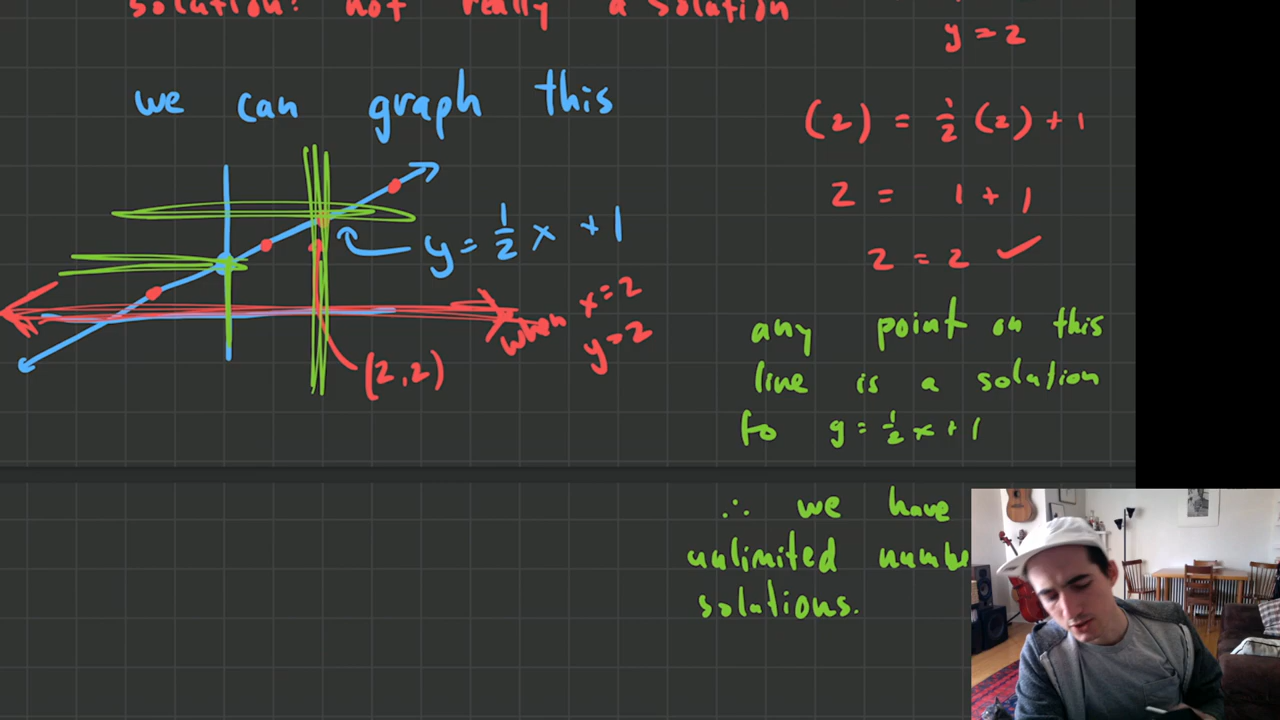 solution? not really a solution
y = 2
we can graph this
(2) = 1/2 (2) + 1
2 = 1 + 1
2 = 2 ✓
y = 1/2 x + 1
when x=2
y=2
(2,2)
any point on this
line is a solution
to y = 1/2 x + 1
∴ we have
unlimited
solutions.